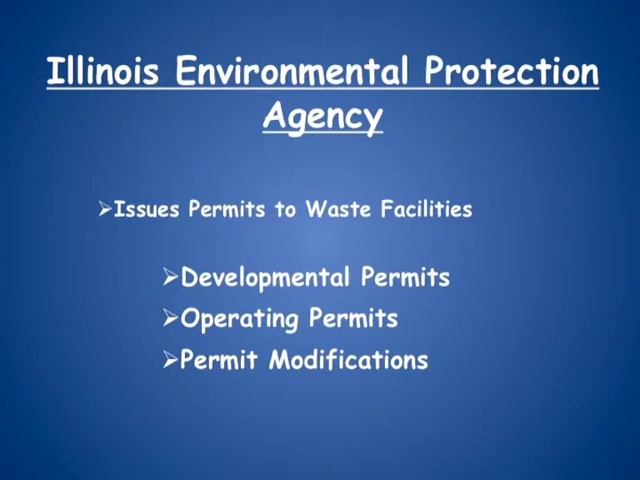 Illinois Environmental Protection
Agency
➢Issues Permits to Waste Facilities
➢Developmental Permits
➢Operating Permits
➢Permit Modifications